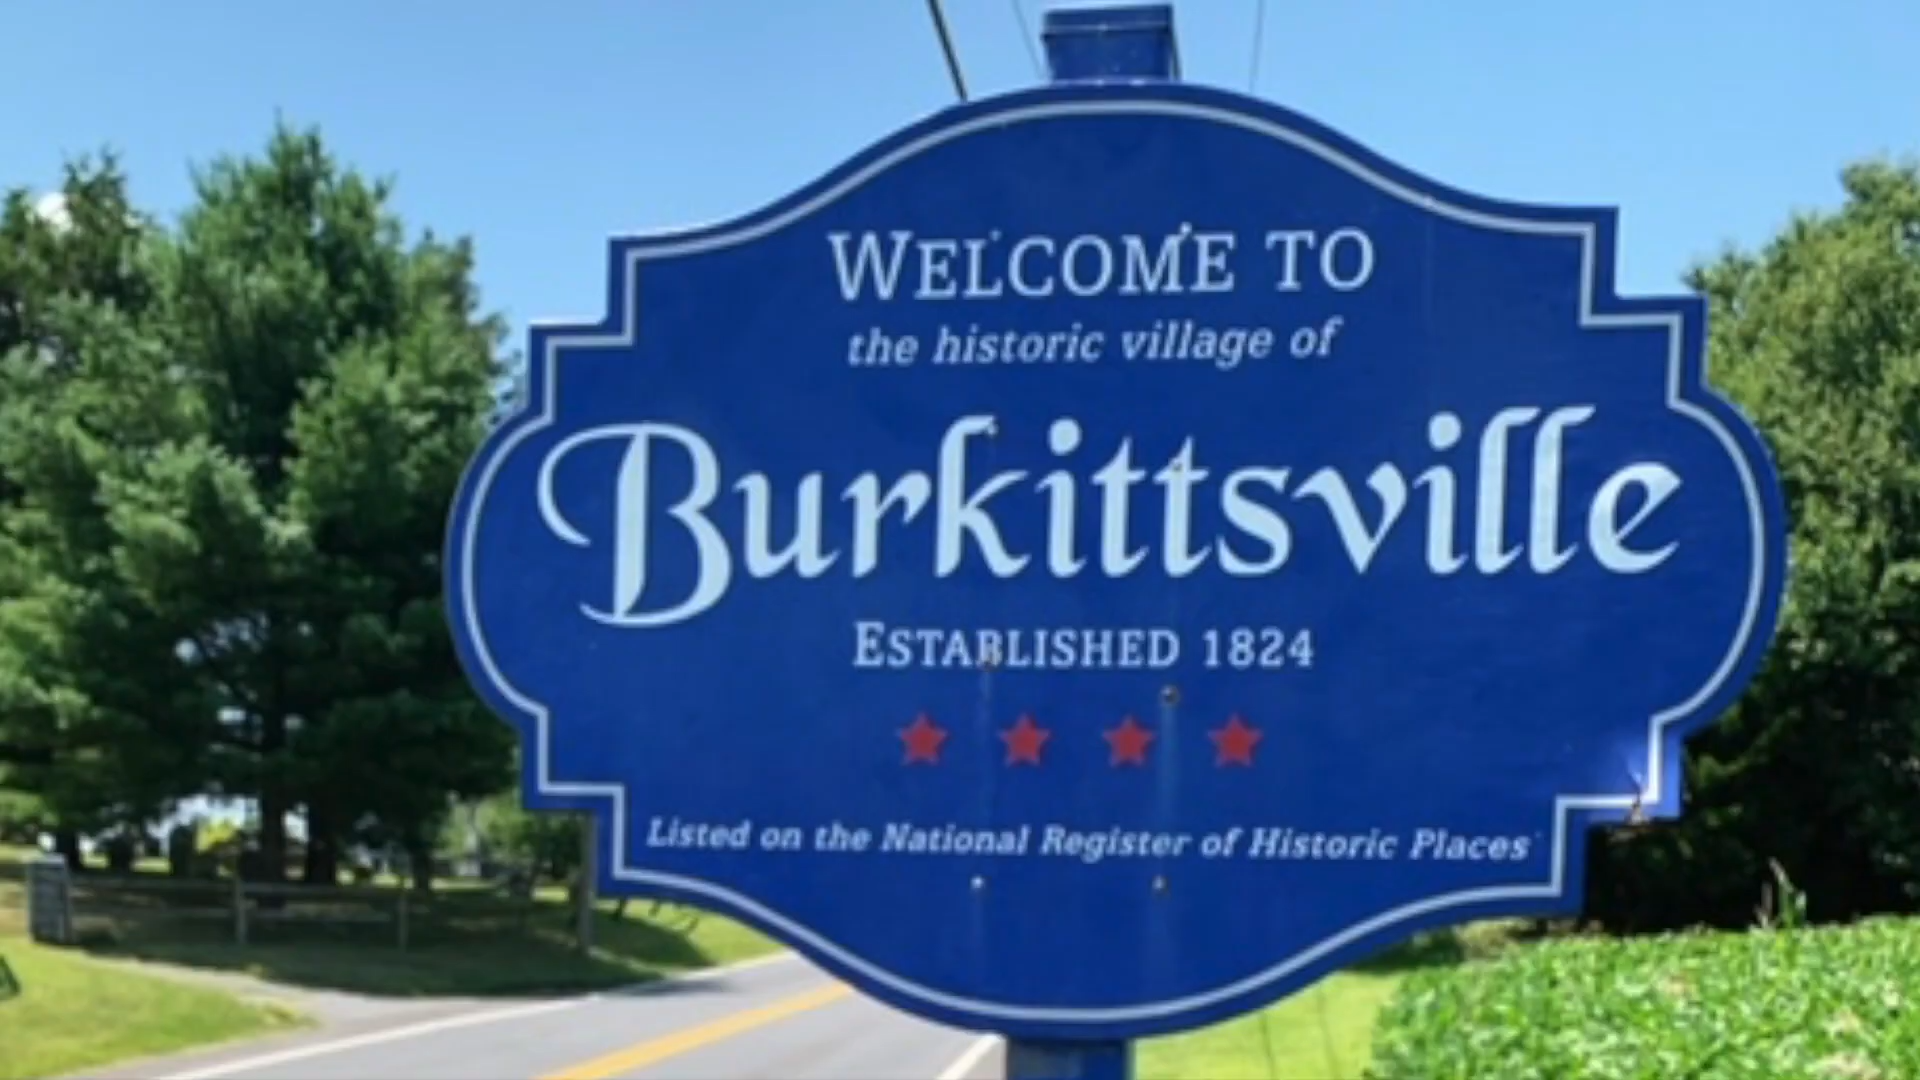 WELCOME TO
the historic village of
Burkittsville
ESTABLISHED 1824
Listed on the National Register of Historic Places